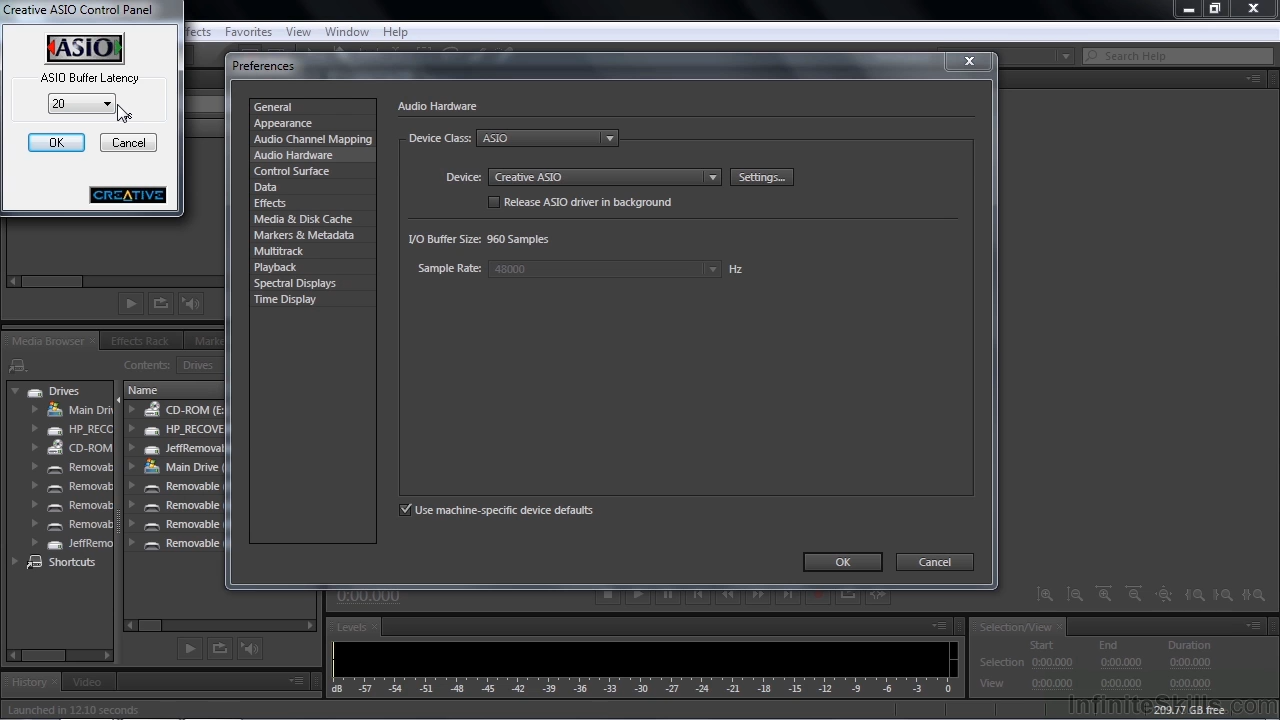 Creative ASIO Control Panel
ASIO
ASIO Buffer Latency
20
OK
Cancel
CREATIVE
fects
Favorites
View
Window
Help
Search Help
Preferences
General
Appearance
Audio Channel Mapping
Audio Hardware
Control Surface
Data
Effects
Media & Disk Cache
Markers & Metadata
Multitrack
Playback
Spectral Displays
Time Display
Audio Hardware
Device Class: ASIO
Device: Creative ASIO
Settings...
Release ASIO driver in background
I/O Buffer Size: 960 Samples
Sample Rate: 48000 Hz
Use machine-specific device defaults
OK
Cancel
Media Browser
Effects Rack
Marke
Contents: Drives
Drives
Main Driv
HP_RECO
CD-ROM
Removab
Removab
Removab
Removab
JeffRemo
Shortcuts
Name
CD-ROM (E:
HP_RECOVE
JeffRemoval
Main Drive (
Removable (
Removable (
Removable (
Removable (
0:00.000
Levels
dB -57 -54 -51 -48 -45 -42 -39 -36 -33 -30 -27 -24 -21 -18 -15 -12 -9 -6 -3 0
Selection/View
Start End Duration
Selection 0:00.000 0:00.000 0:00.000
View 0:00.000 0:00.000 0:00.000
History
Video
Launched in 12.10 seconds
209.77 GB free
InfiniteSkills.com